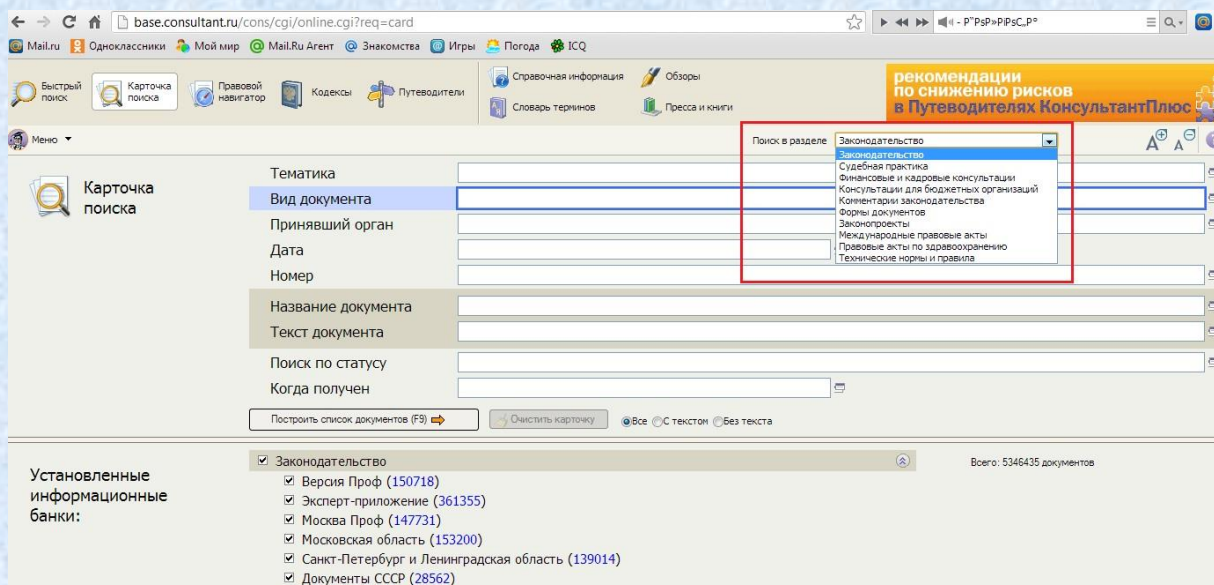 base.consultant.ru/cons/cgi/online.cgi?req=card
- Р"РsР»РіРsС„Р°
Mail.ru Одноклассники Мой мир Mail.Ru Агент Знакомства Игры Погода ICQ
Быстрый поиск
Карточка поиска
Правовой навигатор
Кодексы
Путеводители
Справочная информация
Обзоры
Словарь терминов
Пресса и книги
рекомендации
по снижению рисков
в Путеводителях КонсультантПлюс
Меню
Поиск в разделе Законодательство
Законодательство
Судебная практика
Финансовые и кадровые консультации
Консультации для бюджетных организаций
Комментарии законодательства
Формы документов
Законопроекты
Международные правовые акты
Правовые акты по здравоохранению
Технические нормы и правила
Карточка
поиска
Тематика
Вид документа
Принявший орган
Дата
Номер
Название документа
Текст документа
Поиск по статусу
Когда получен
Построить список документов (F9) Очистить карточку Все С текстом Без текста
Установленные
информационные
банки:
Законодательство
Всего: 5346435 документов
Версия Проф (150718)
Эксперт-приложение (361355)
Москва Проф (147731)
Московская область (153200)
Санкт-Петербург и Ленинградская область (139014)
Документы СССР (28562)